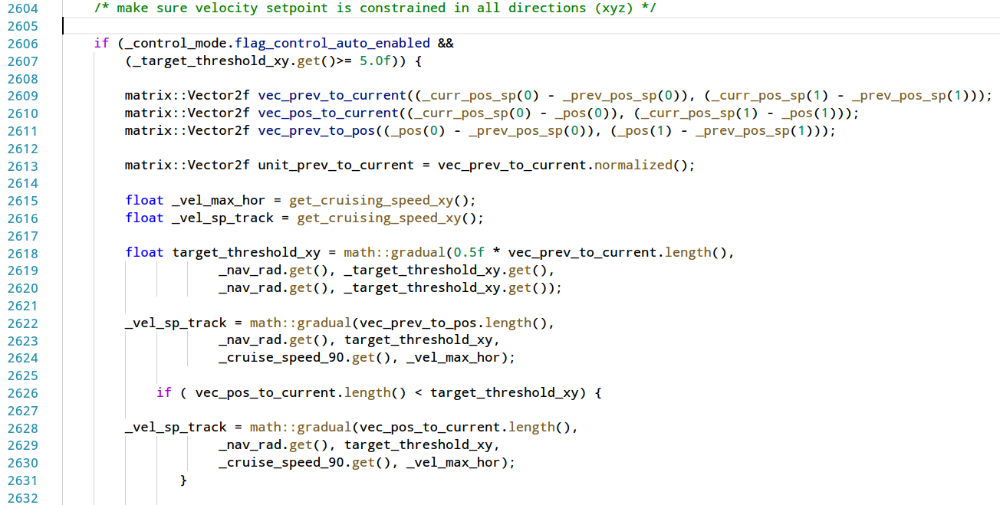 2604 /* make sure velocity setpoint is constrained in all directions (xyz) */
2605
2606 if (_control_mode.flag_control_auto_enabled &&
2607 (_target_threshold_xy.get()>= 5.0f)) {
2608
2609 matrix::Vector2f vec_prev_to_current((_curr_pos_sp(0) - _prev_pos_sp(0)), (_curr_pos_sp(1) - _prev_pos_sp(1)));
2610 matrix::Vector2f vec_pos_to_current((_curr_pos_sp(0) - _pos(0)), (_curr_pos_sp(1) - _pos(1)));
2611 matrix::Vector2f vec_prev_to_pos((_pos(0) - _prev_pos_sp(0)), (_pos(1) - _prev_pos_sp(1)));
2612
2613 matrix::Vector2f unit_prev_to_current = vec_prev_to_current.normalized();
2614
2615 float _vel_max_hor = get_cruising_speed_xy();
2616 float _vel_sp_track = get_cruising_speed_xy();
2617
2618 float target_threshold_xy = math::gradual(0.5f * vec_prev_to_current.length(),
2619 _nav_rad.get(), _target_threshold_xy.get(),
2620 _nav_rad.get(), _target_threshold_xy.get());
2621
2622 _vel_sp_track = math::gradual(vec_prev_to_pos.length(),
2623 _nav_rad.get(), target_threshold_xy,
2624 _cruise_speed_90.get(), _vel_max_hor);
2625
2626 if ( vec_pos_to_current.length() < target_threshold_xy) {
2627
2628 _vel_sp_track = math::gradual(vec_pos_to_current.length(),
2629 _nav_rad.get(), target_threshold_xy,
2630 _cruise_speed_90.get(), _vel_max_hor);
2631 }
2632